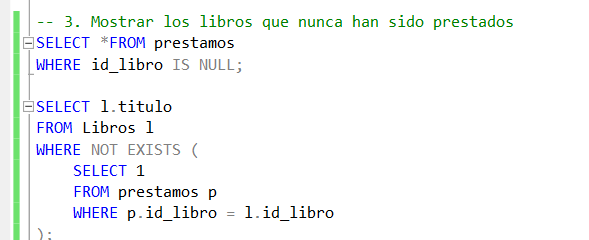 -- 3. Mostrar los libros que nunca han sido prestados
SELECT *FROM prestamos
WHERE id_libro IS NULL;
SELECT l.titulo
FROM Libros l
WHERE NOT EXISTS (
SELECT 1
FROM prestamos p
WHERE p.id_libro = l.id_libro
);